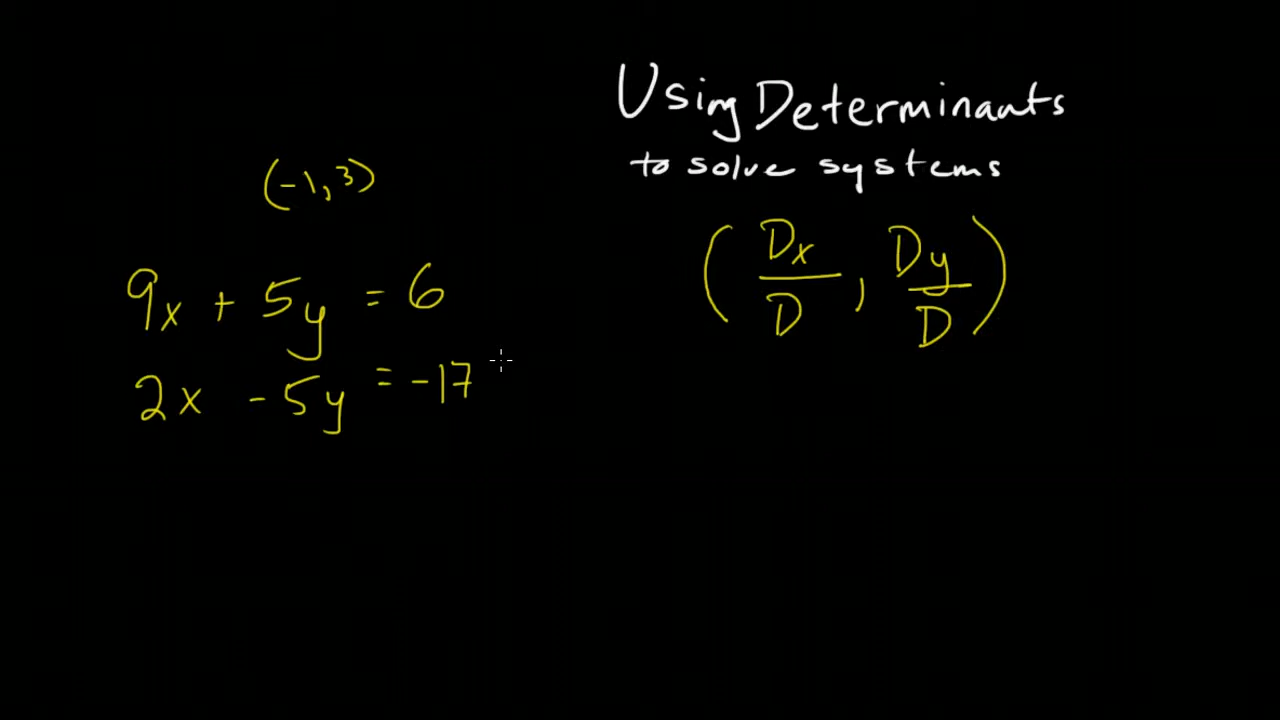 Using Determinants
to solve systems
(-1, 3)
9x + 5y = 6
2x - 5y = -17
(Dx/D, Dy/D)